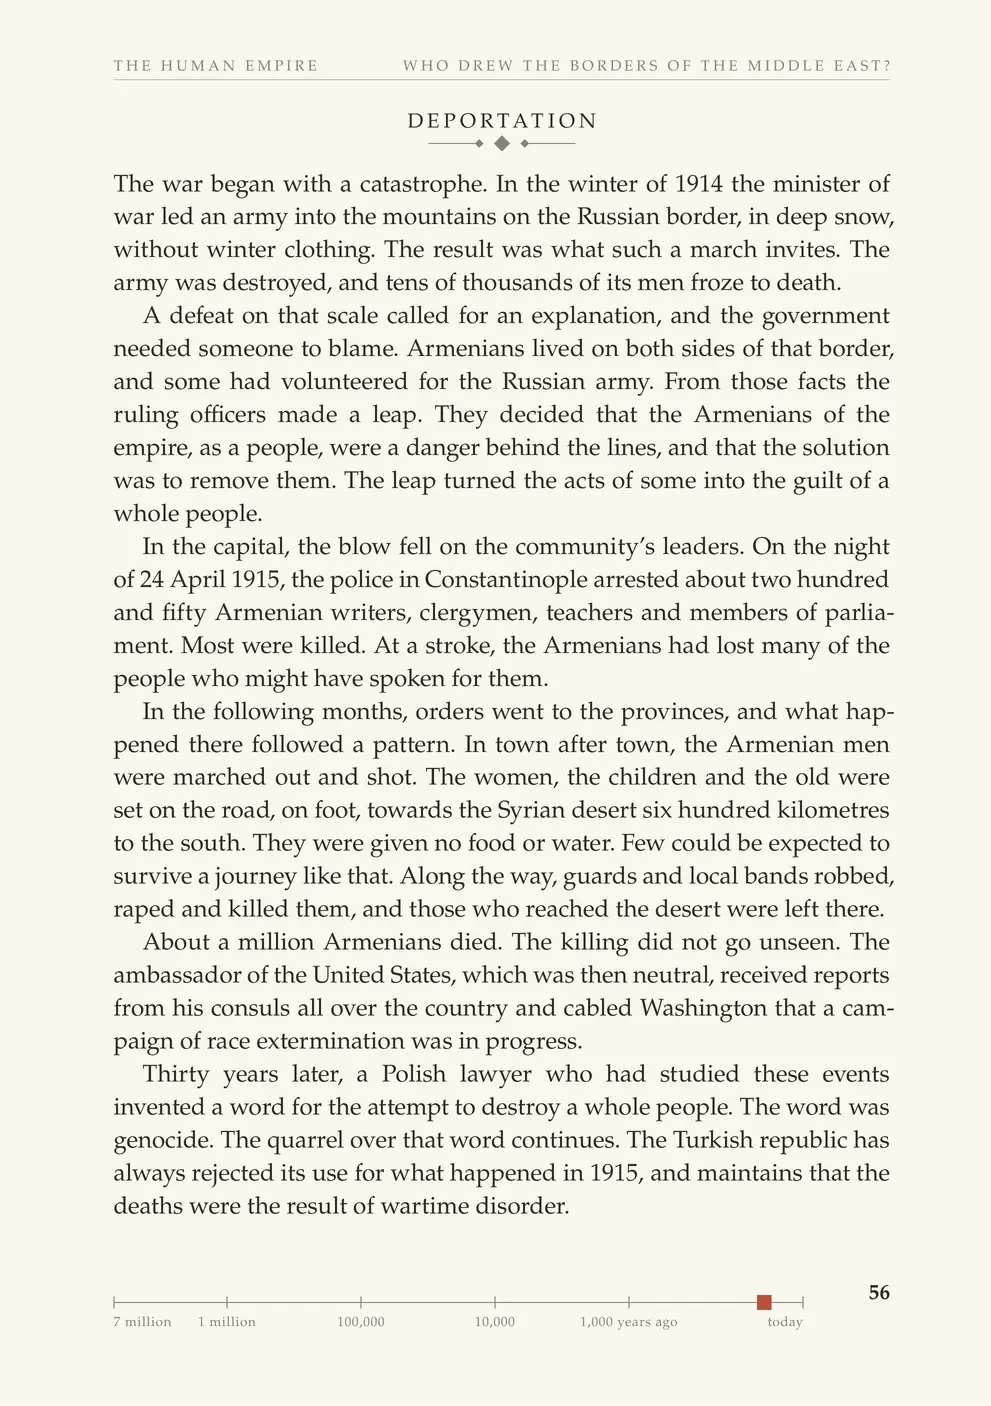 THE HUMAN EMPIRE WHO DREW THE BORDERS OF THE MIDDLE EAST?
DEPORTATION
The war began with a catastrophe. In the winter of 1914 the minister of
war led an army into the mountains on the Russian border, in deep snow,
without winter clothing. The result was what such a march invites. The
army was destroyed, and tens of thousands of its men froze to death.
A defeat on that scale called for an explanation, and the government
needed someone to blame. Armenians lived on both sides of that border,
and some had volunteered for the Russian army. From those facts the
ruling officers made a leap. They decided that the Armenians of the
empire, as a people, were a danger behind the lines, and that the solution
was to remove them. The leap turned the acts of some into the guilt of a
whole people.
In the capital, the blow fell on the community’s leaders. On the night
of 24 April 1915, the police in Constantinople arrested about two hundred
and fifty Armenian writers, clergymen, teachers and members of parlia-
ment. Most were killed. At a stroke, the Armenians had lost many of the
people who might have spoken for them.
In the following months, orders went to the provinces, and what hap-
pened there followed a pattern. In town after town, the Armenian men
were marched out and shot. The women, the children and the old were
set on the road, on foot, towards the Syrian desert six hundred kilometres
to the south. They were given no food or water. Few could be expected to
survive a journey like that. Along the way, guards and local bands robbed,
raped and killed them, and those who reached the desert were left there.
About a million Armenians died. The killing did not go unseen. The
ambassador of the United States, which was then neutral, received reports
from his consuls all over the country and cabled Washington that a cam-
paign of race extermination was in progress.
Thirty years later, a Polish lawyer who had studied these events
invented a word for the attempt to destroy a whole people. The word was
genocide. The quarrel over that word continues. The Turkish republic has
always rejected its use for what happened in 1915, and maintains that the
deaths were the result of wartime disorder.
56
7 million 1 million 100,000 10,000 1,000 years ago today